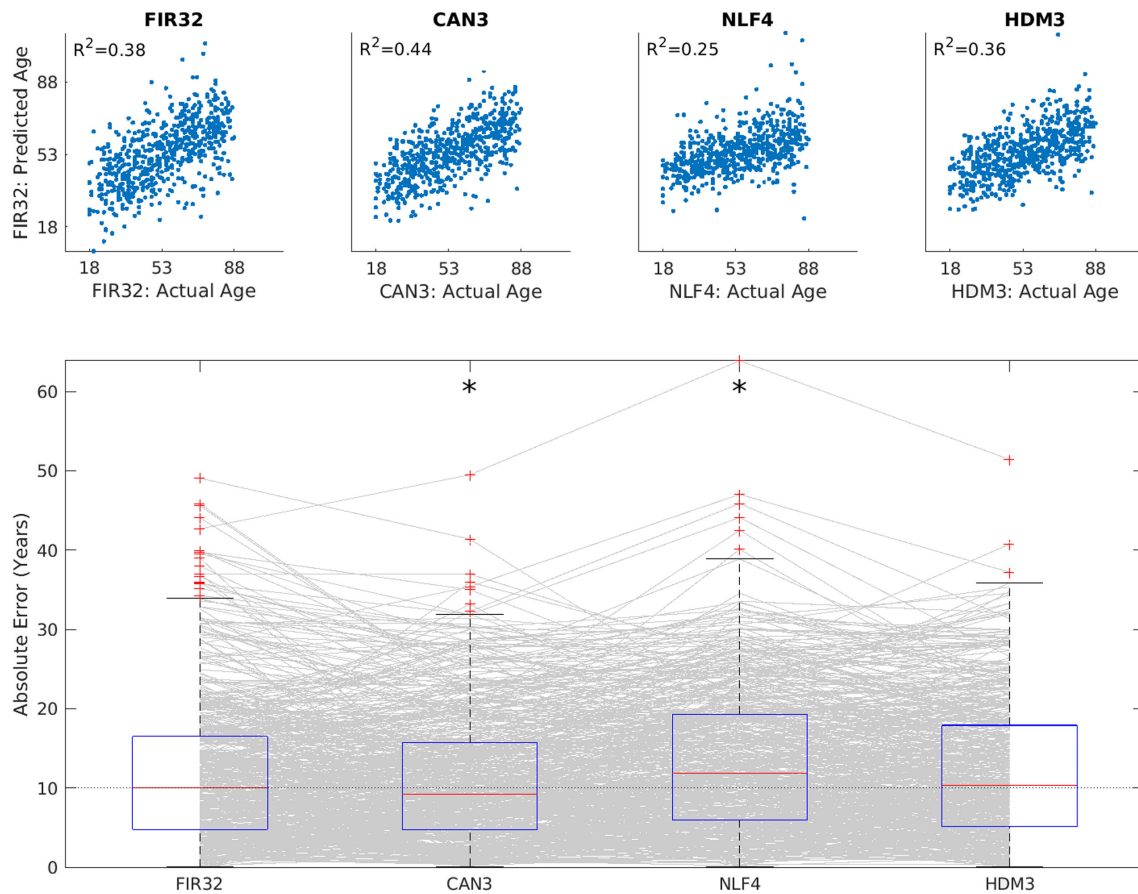 FIR32
CAN3
NLF4
HDM3
R²=0.38
R²=0.44
R²=0.25
R²=0.36
FIR32: Predicted Age
88
53
18
18 53 88
18 53 88
18 53 88
18 53 88
FIR32: Actual Age
CAN3: Actual Age
NLF4: Actual Age
HDM3: Actual Age
Absolute Error (Years)
60
50
40
30
20
10
0
* *
FIR32 CAN3 NLF4 HDM3